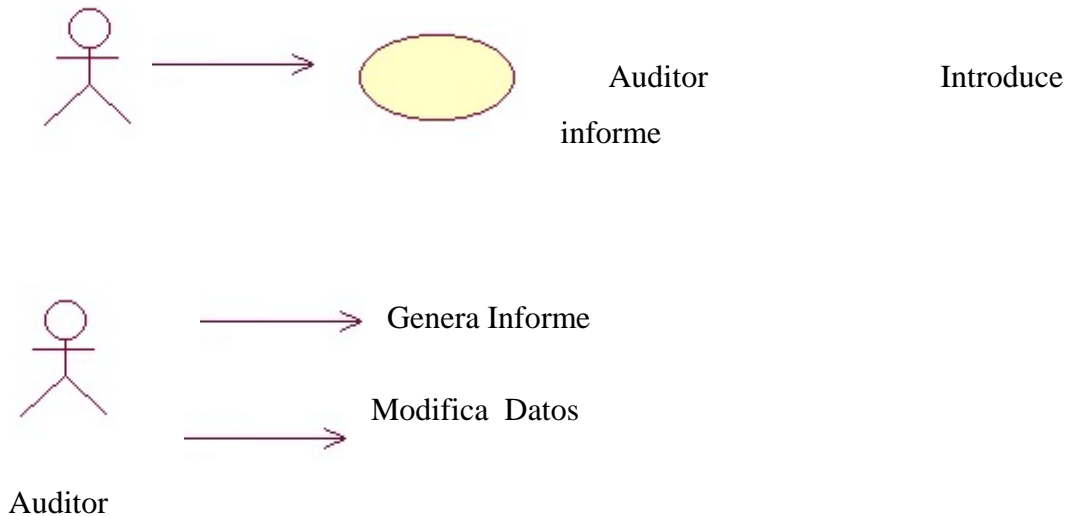 Auditor Introduce
informe
Genera Informe
Modifica Datos
Auditor